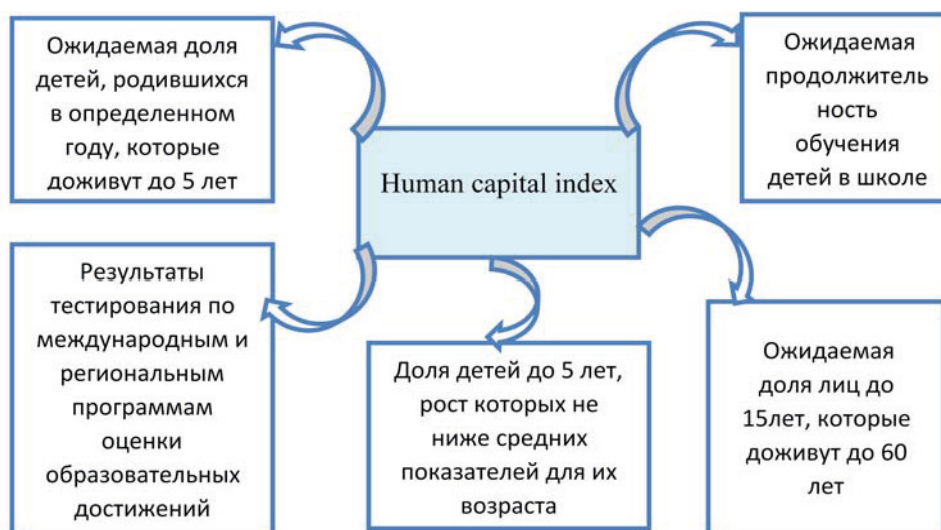 Ожидаемая доля
детей, родившихся
в определенном
году, которые
доживут до 5 лет
Human capital index
Ожидаемая
продолжитель
ность
обучения
детей в школе
Результаты
тестирования по
международным и
региональным
программам
оценки
образовательных
достижений
Доля детей до 5 лет,
рост которых не
ниже средних
показателей для их
возраста
Ожидаемая
доля лиц до
15лет, которые
доживут до 60
лет